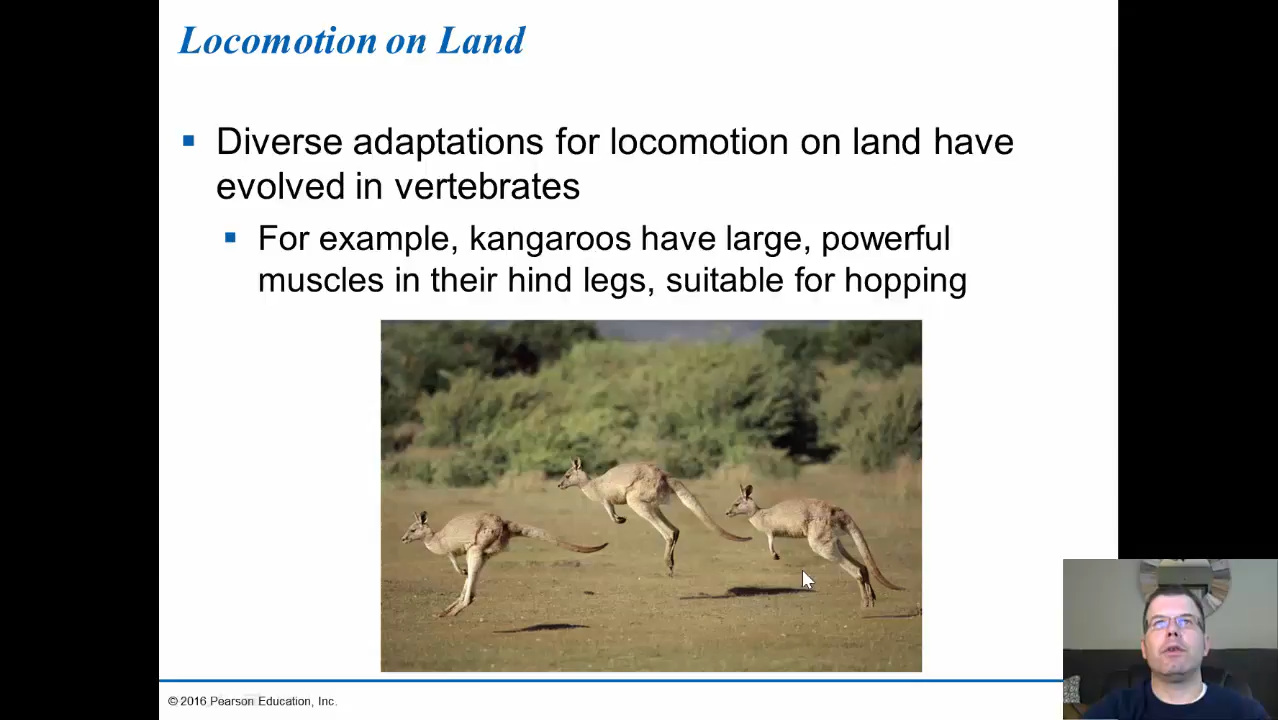 Locomotion on Land
Diverse adaptations for locomotion on land have
evolved in vertebrates
For example, kangaroos have large, powerful
muscles in their hind legs, suitable for hopping
© 2016 Pearson Education, Inc.